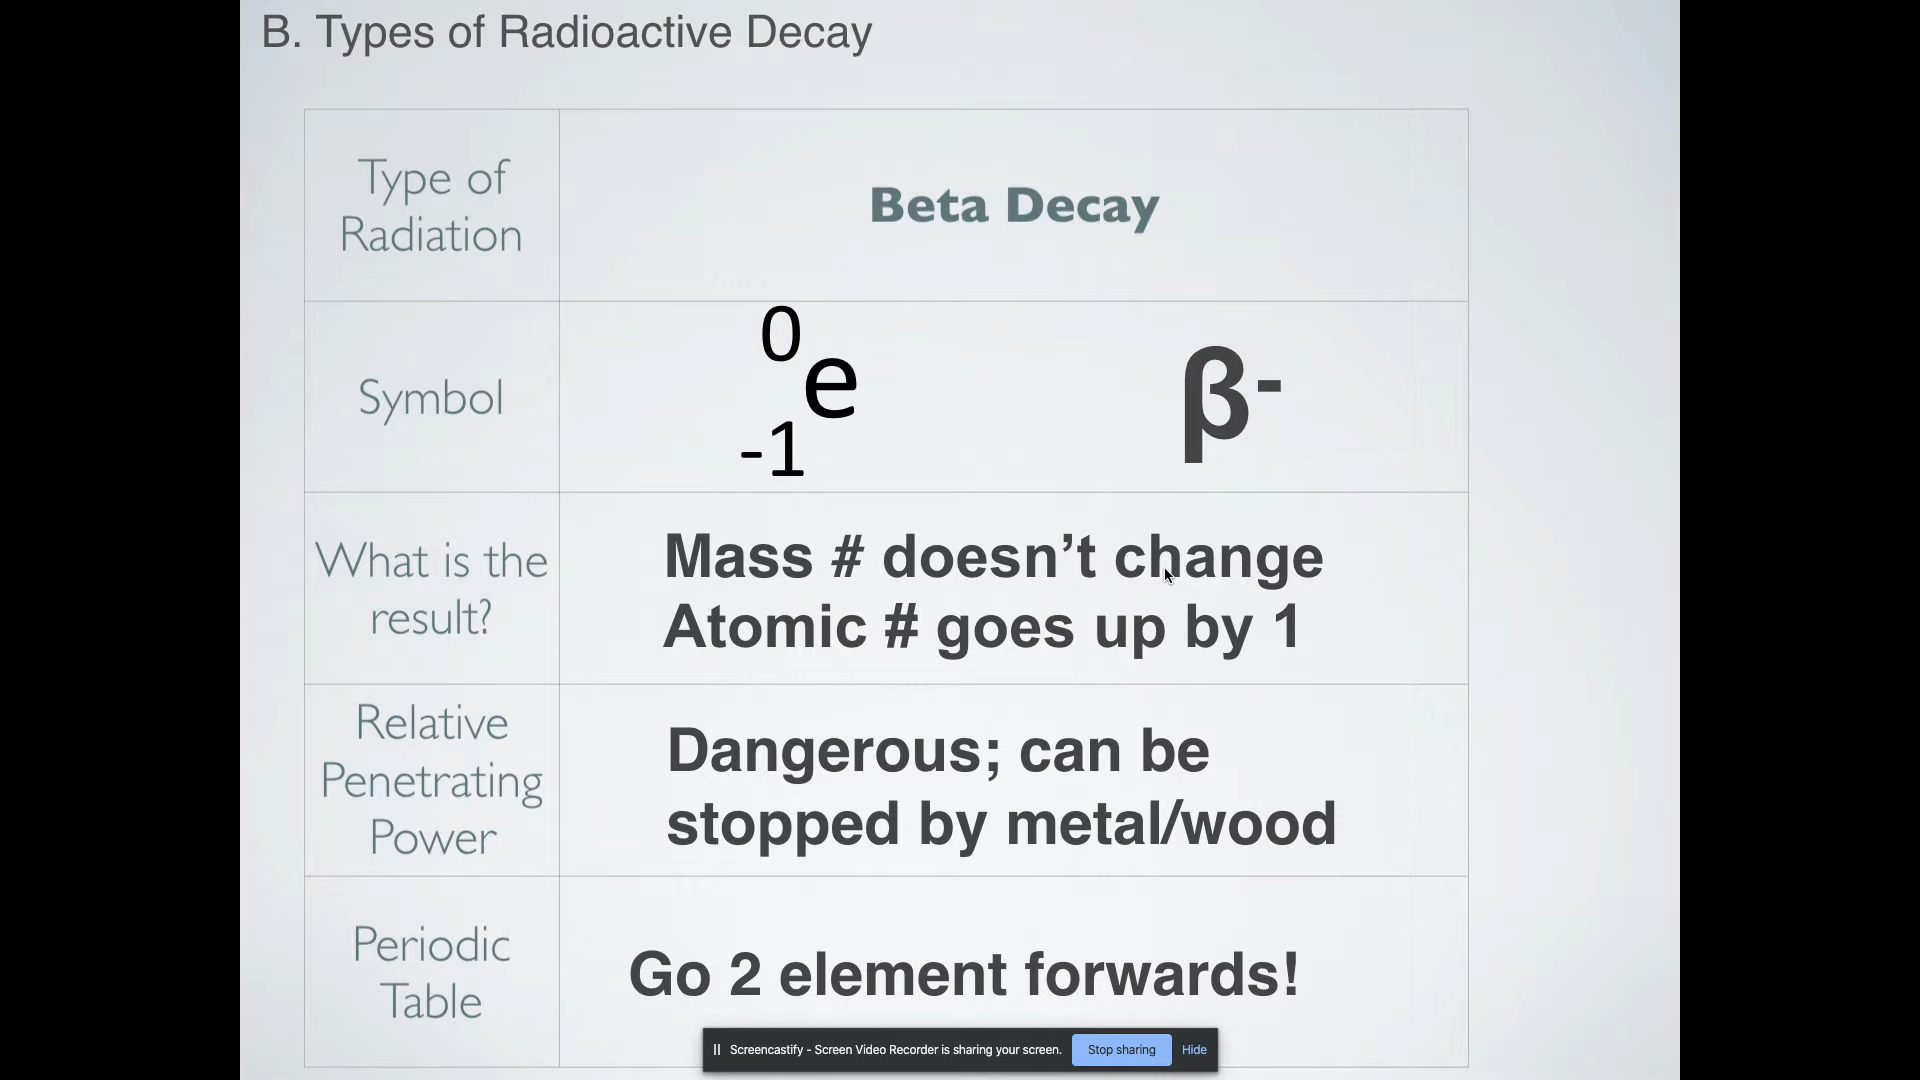 B. Types of Radioactive Decay
Type of
Radiation
Beta Decay
Symbol
0
e
-1
β-
What is the
result?
Mass # doesn’t change
Atomic # goes up by 1
Relative
Penetrating
Power
Dangerous; can be
stopped by metal/wood
Periodic
Table
Go 2 element forwards!
Screencastify - Screen Video Recorder is sharing your screen.
Stop sharing
Hide